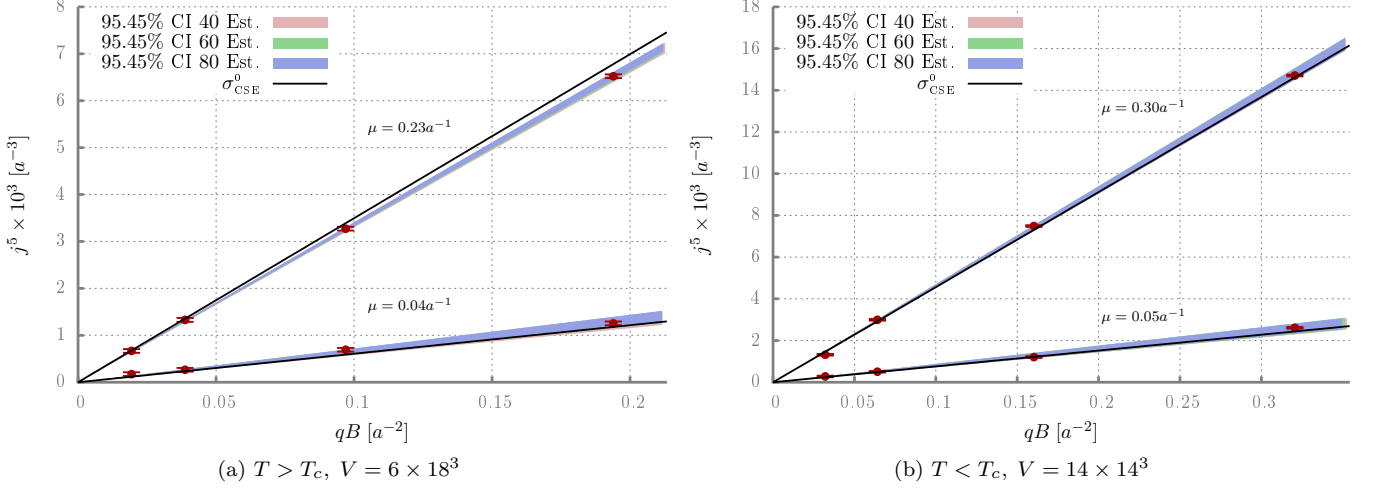 95.45% CI 40 Est.
95.45% CI 60 Est.
95.45% CI 80 Est.
σ⁰_CSE
8
7
6
5
4
3
2
1
0
j⁵ × 10³ [a⁻³]
μ = 0.23a⁻¹
μ = 0.04a⁻¹
0 0.05 0.1 0.15 0.2
qB [a⁻²]
(a) T > T_c, V = 6 × 18³
95.45% CI 40 Est.
95.45% CI 60 Est.
95.45% CI 80 Est.
σ⁰_CSE
18
16
14
12
10
8
6
4
2
0
j⁵ × 10³ [a⁻³]
μ = 0.30a⁻¹
μ = 0.05a⁻¹
0 0.05 0.1 0.15 0.2 0.25 0.3
qB [a⁻²]
(b) T < T_c, V = 14 × 14³